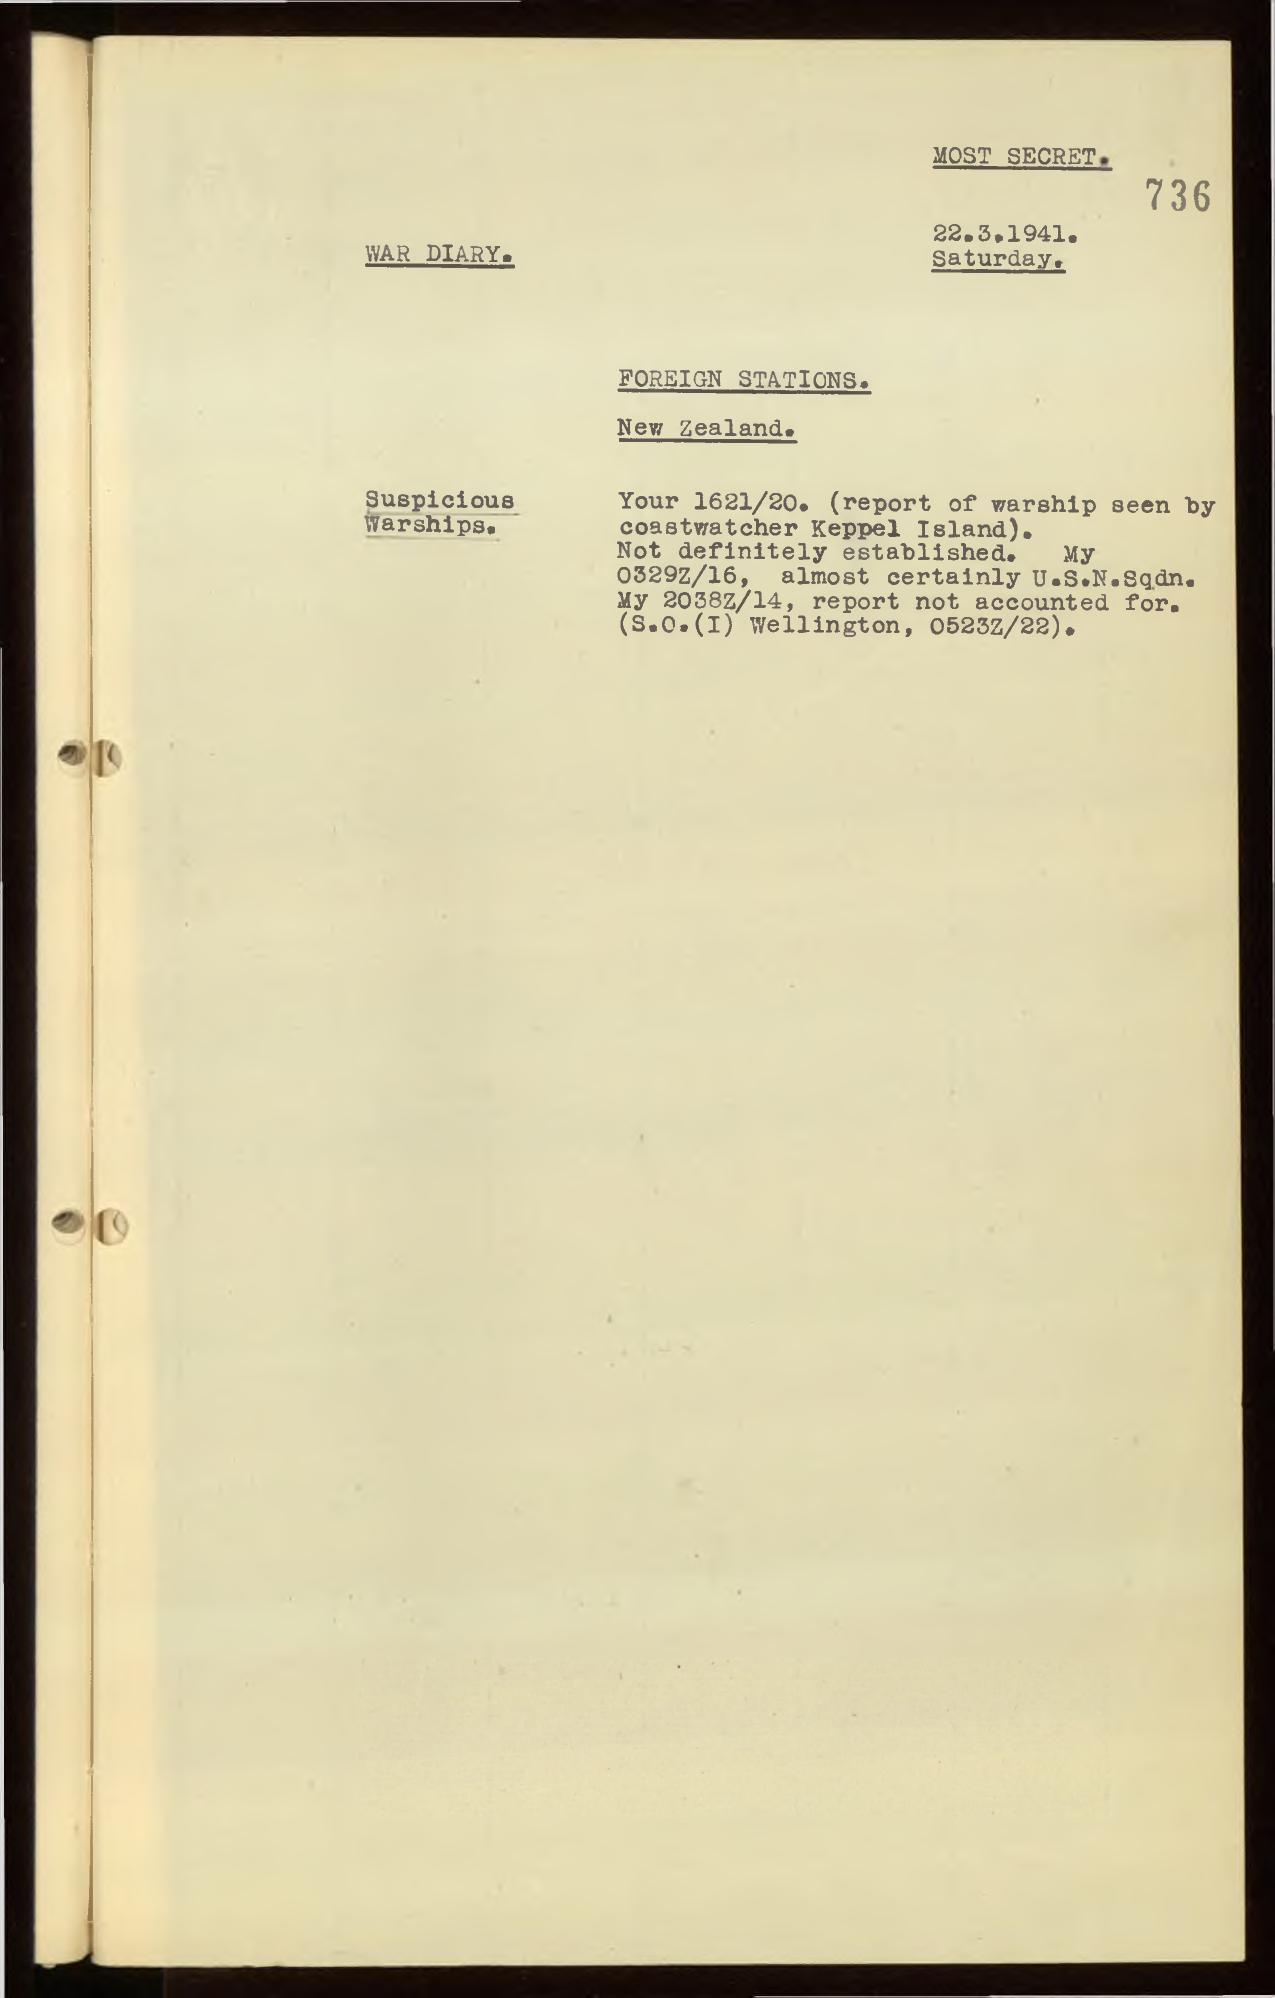 MOST SECRET.
736
22.3.1941.
Saturday.
WAR DIARY.
FOREIGN STATIONS.
New Zealand.
Suspicious
Warships.
Your 1621/20. (report of warship seen by
coastwatcher Keppel Island).
Not definitely established. My
0329Z/16, almost certainly U.S.N.Sqdn.
My 2038Z/14, report not accounted for.
(S.O.(I) Wellington, 0523Z/22).